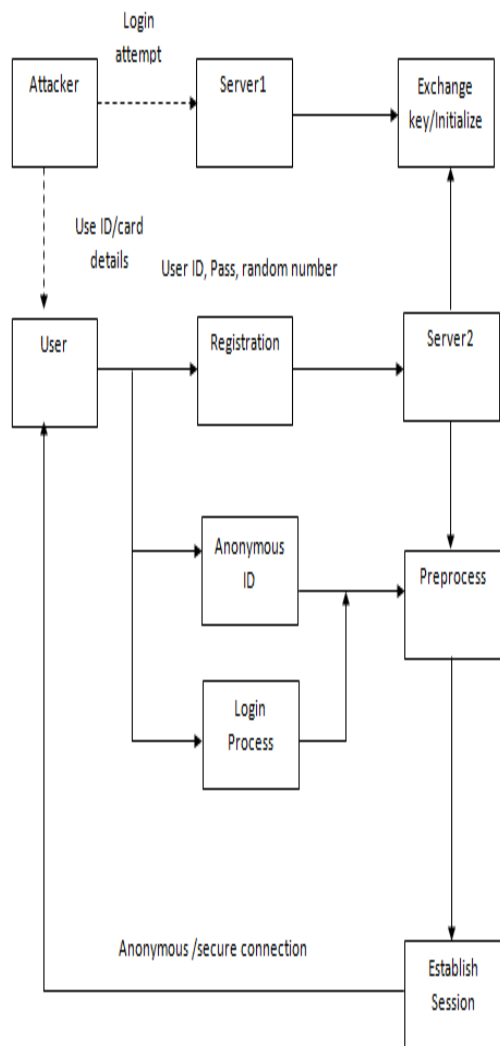 Login
attempt
Attacker
Server1
Exchange
key/Initialize
Use ID/card
details
User ID, Pass, random number
User
Registration
Server2
Anonymous
ID
Preprocess
Login
Process
Anonymous /secure connection
Establish
Session